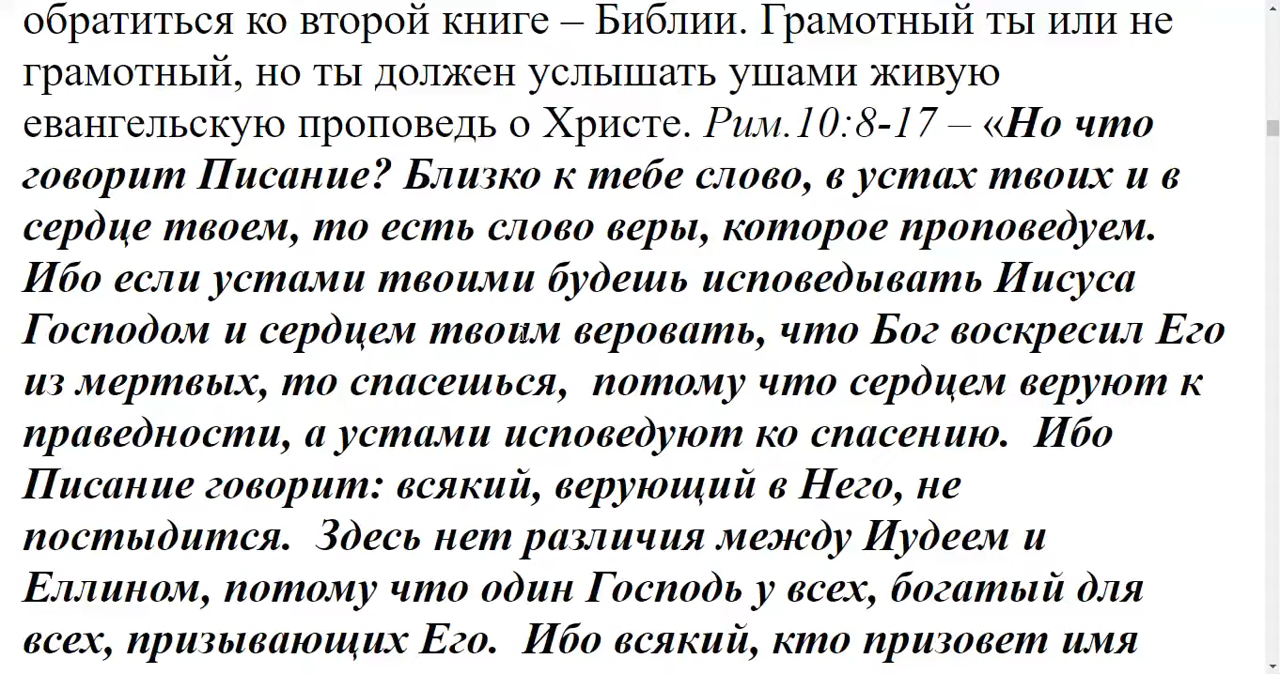 обратиться ко второй книге – Библии. Грамотный ты или не
грамотный, но ты должен услышать ушами живую
евангельскую проповедь о Христе. Рим.10:8-17 – «Но что
говорит Писание? Близко к тебе слово, в устах твоих и в
сердце твоем, то есть слово веры, которое проповедуем.
Ибо если устами твоими будешь исповедывать Иисуса
Господом и сердцем твоим веровать, что Бог воскресил Его
из мертвых, то спасешься,  потому что сердцем веруют к
праведности, а устами исповедуют ко спасению.  Ибо
Писание говорит: всякий, верующий в Него, не
постыдится.  Здесь нет различия между Иудеем и
Еллином, потому что один Господь у всех, богатый для
всех, призывающих Его.  Ибо всякий, кто призовет имя